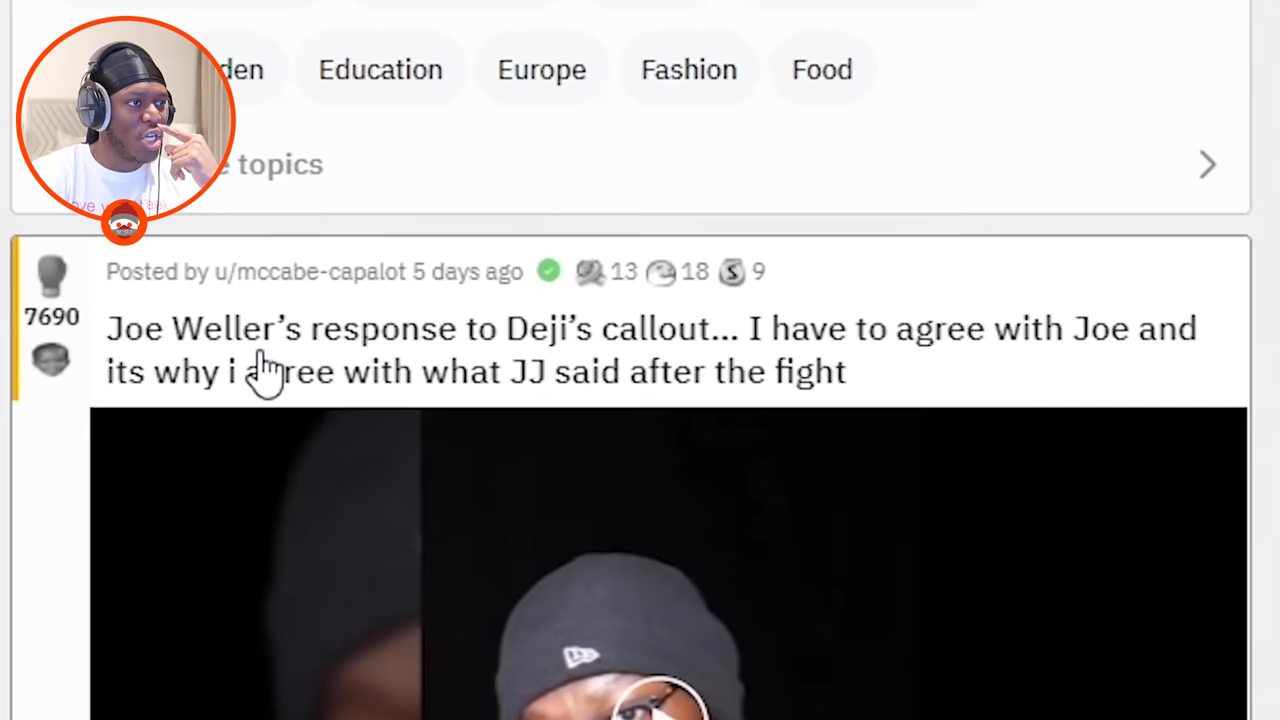 den Education Europe Fashion Food
topics
Posted by u/mccabe-capalot 5 days ago 13 18 S 9
7690
Joe Weller’s response to Deji’s callout... I have to agree with Joe and
its why i agree with what JJ said after the fight